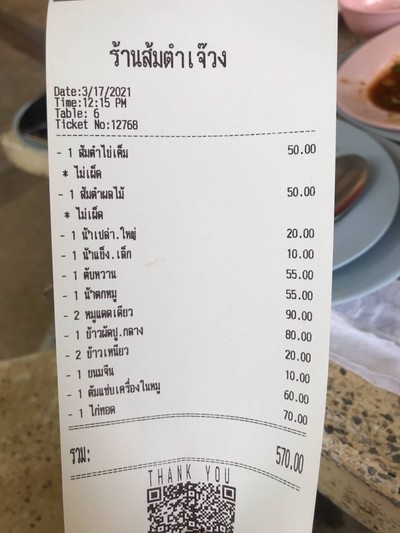 ร้านส้มตำเจ๊วง
Date:3/17/2021
Time:12:15 PM
Table: 6
Ticket No:12768
- 1 ส้มตำไข่เค็ม 50.00
* ไม่เผ็ด
- 1 ส้มตำผลไม้ 50.00
* ไม่เผ็ด
- 1 น้ำเปล่า.ใหญ่ 20.00
- 1 น้ำแข็ง.เล็ก 10.00
- 1 ตับหวาน 55.00
- 1 น้ำตกหมู 55.00
- 2 หมูแดดเดียว 90.00
- 1 ข้าวผัดปู.กลาง 80.00
- 2 ข้าวเหนียว 20.00
- 1 ขนมจีน 10.00
- 1 ต้มแซ่บเครื่องในหมู 60.00
- 1 ไก่ทอด 70.00
รวม: 570.00
THANK YOU